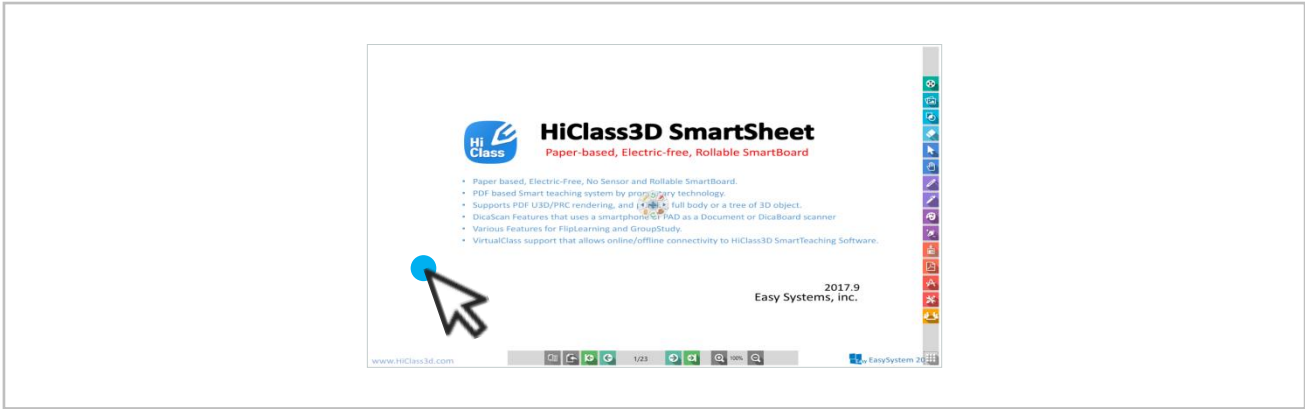 Hi
Class
HiClass3D SmartSheet
Paper-based, Electric-free, Rollable SmartBoard
• Paper based, Electric-Free, No Sensor and Rollable SmartBoard.
• PDF based Smart teaching system by technology.
• Supports PDF U3D/PRC rendering, and full body or a tree of 3D object.
• DicaScan Features that uses a smartphone or PAD as a Document or DicaBoard scanner
• Various Features for FlipLearning and GroupStudy.
• VirtualClass support that allows online/offline connectivity to HiClass3D SmartTeaching Software.
2017.9
Easy Systems, inc.
www.HiClass3d.com
1/23
100%
EasySystem